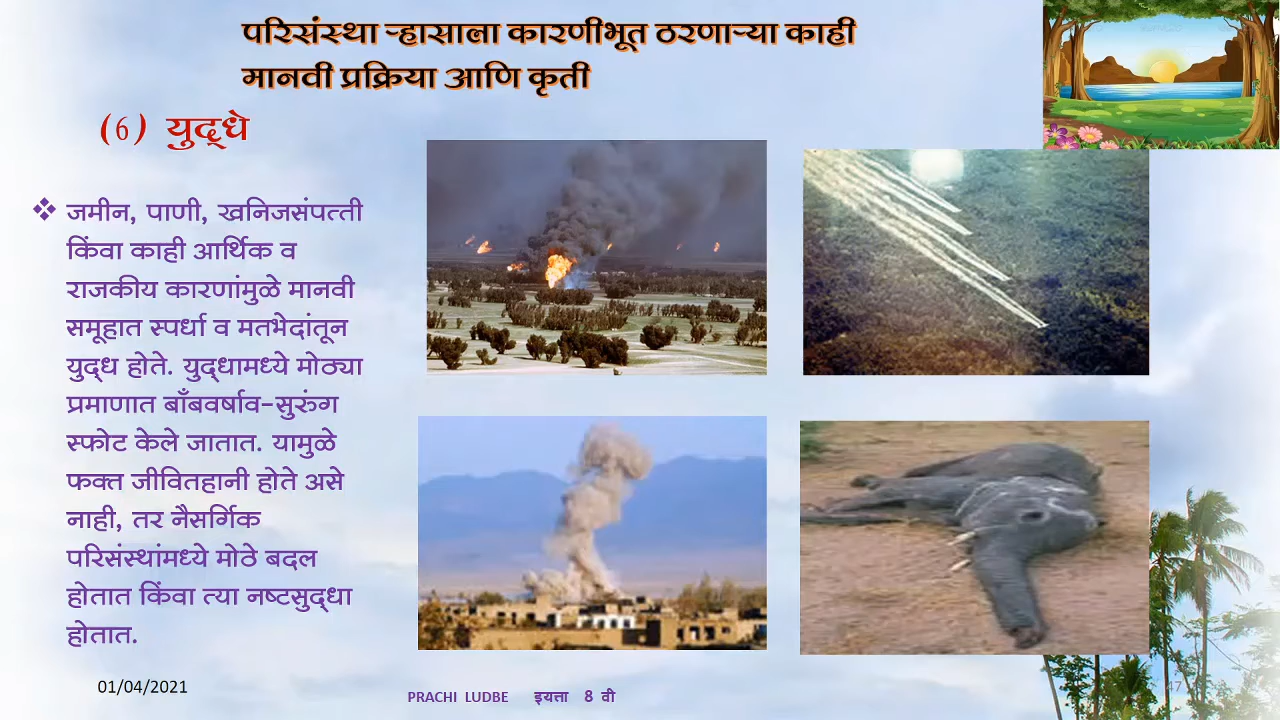 परिसंस्था ऱ्हासाला कारणीभूत ठरणाऱ्या काही
मानवी प्रक्रिया आणि कृती
(6) युद्धे
❖ जमीन, पाणी, खनिजसंपत्ती
किंवा काही आर्थिक व
राजकीय कारणांमुळे मानवी
समूहात स्पर्धा व मतभेदांतून
युद्ध होते. युद्धामध्ये मोठ्या
प्रमाणात बाँबवर्षाव-सुरुंग
स्फोट केले जातात. यामुळे
फक्त जीवितहानी होते असे
नाही, तर नैसर्गिक
परिसंस्थांमध्ये मोठे बदल
होतात किंवा त्या नष्टसुद्धा
होतात.
01/04/2021
PRACHI LUDBE इयत्ता 8 वी
47